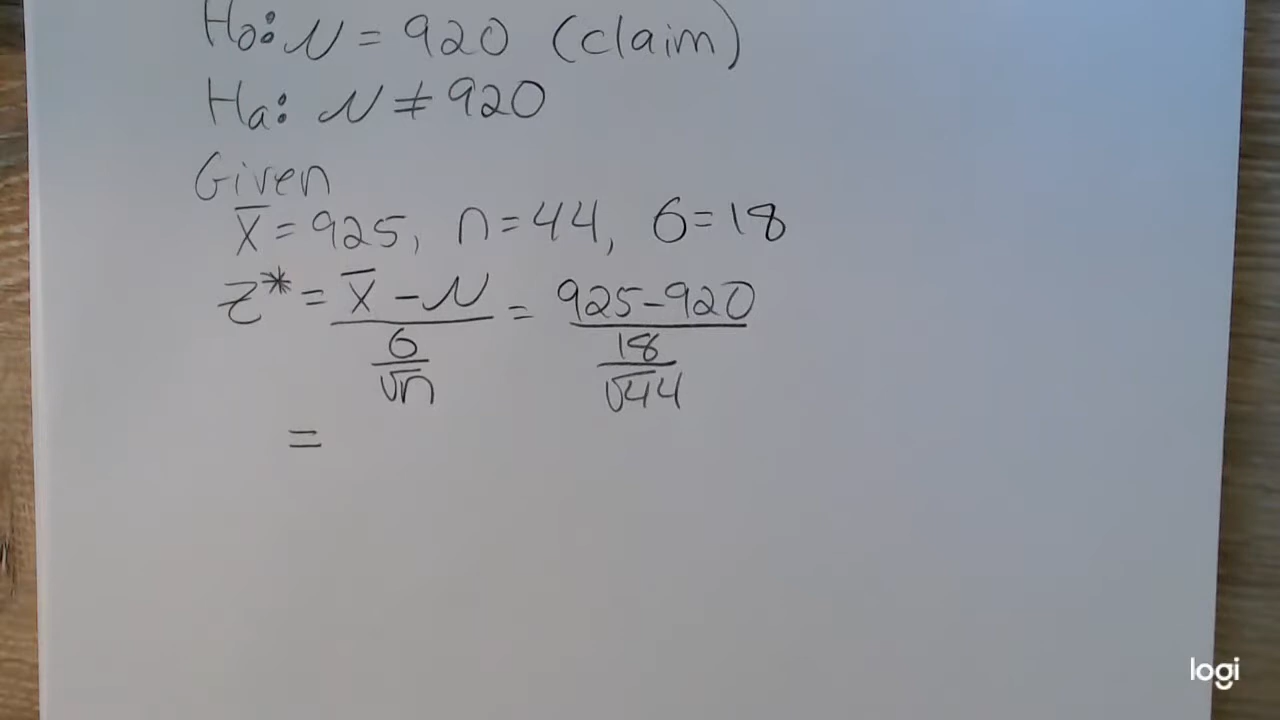 H₀: μ = 920 (claim)
Hₐ: μ ≠ 920
Given
x̄ = 925, n = 44, σ = 18
z* = (x̄ − μ)/(σ/√n) = (925−920)/(18/√44)
=
logi